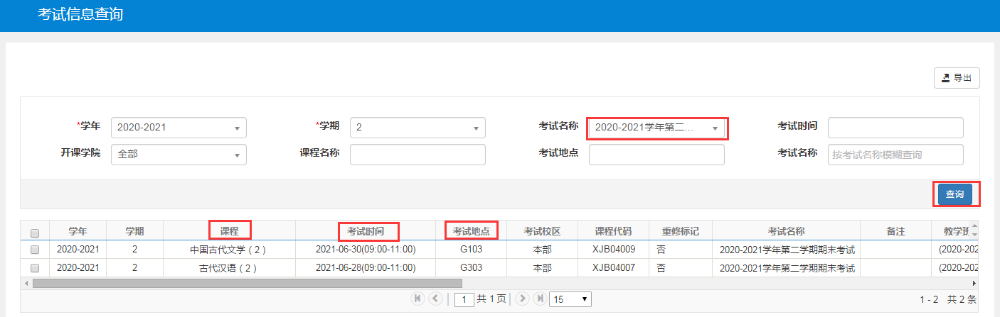 考试信息查询
导出
*学年 2020-2021 *学期 2 考试名称 2020-2021学年第二... 考试时间
开课学院 全部 课程名称 考试地点 考试名称 按考试名称模糊查询
查询
学年 学期 课程 考试时间 考试地点 考试校区 课程代码 重修标记 考试名称 备注 教学班
2020-2021 2 中国古代文学（2） 2021-06-30(09:00-11:00) G103 本部 XJB04009 否 2020-2021学年第二学期期末考试 (2020-202
2020-2021 2 古代汉语（2） 2021-06-28(09:00-11:00) G303 本部 XJB04007 否 2020-2021学年第二学期期末考试 (2020-202
1 共 1 页 15 1 - 2 共 2 条